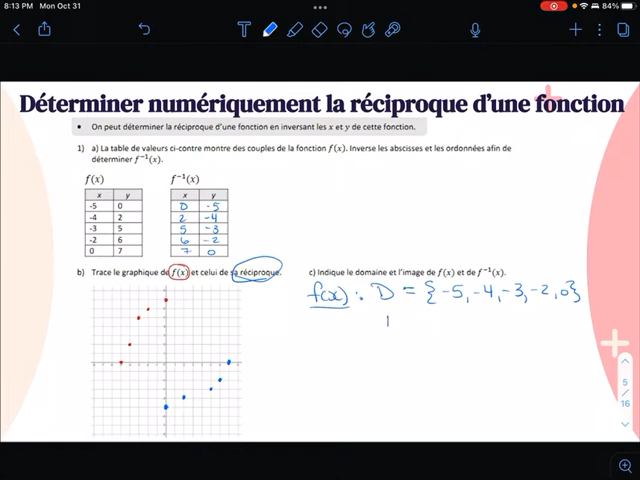 8:13 PM Mon Oct 31
84%
Déterminer numériquement la réciproque d'une fonction
• On peut déterminer la réciproque d'une fonction en inversant les x et y de cette fonction.
1) a) La table de valeurs ci-contre montre des couples de la fonction f(x). Inverse les abscisses et les ordonnées afin de
déterminer f⁻¹(x).
f(x) f⁻¹(x)
x y x y
-5 0 0 -5
-4 2 2 -4
-3 5 5 -3
-2 6 6 -2
0 7 7 0
b) Trace le graphique de f(x) et celui de sa réciproque.
c) Indique le domaine et l'image de f(x) et de f⁻¹(x).
f(x) : D = {-5, -4, -3, -2, 0}
5
/
16